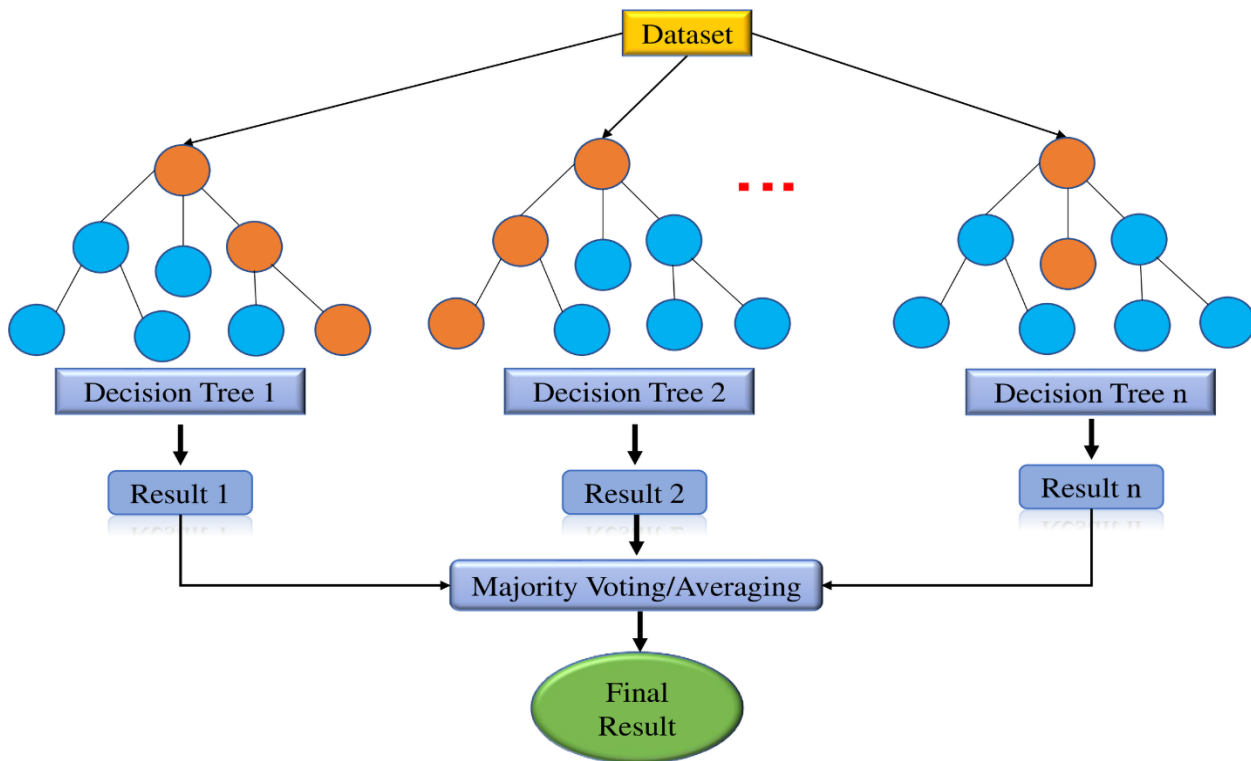 Dataset
Decision Tree 1
Decision Tree 2
Decision Tree n
Result 1
Result 2
Result n
Majority Voting/Averaging
Final
Result